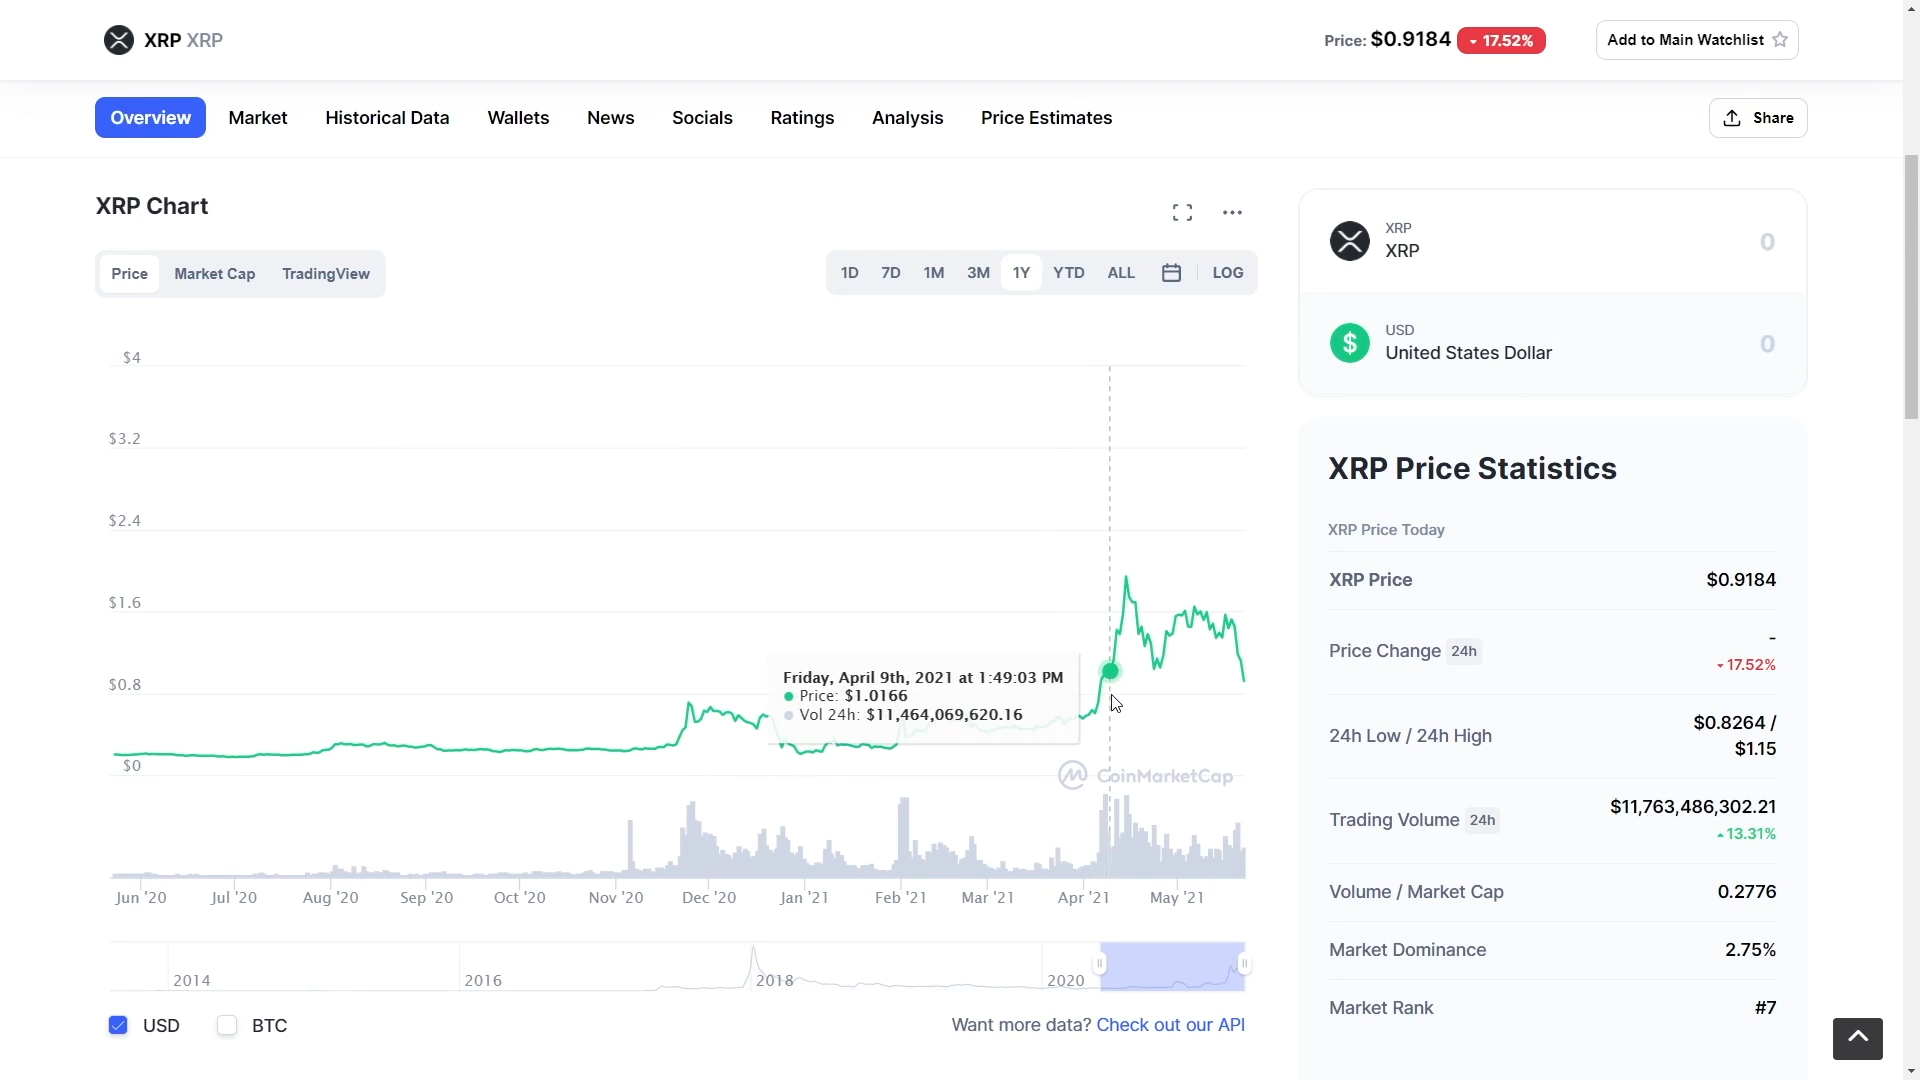 XRP XRP
Price: $0.9184 17.52%
Add to Main Watchlist
Overview
Market
Historical Data
Wallets
News
Socials
Ratings
Analysis
Price Estimates
Share
XRP Chart
Price
Market Cap
TradingView
1D
7D
1M
3M
1Y
YTD
ALL
LOG
$4
$3.2
$2.4
$1.6
$0.8
$0
Friday, April 9th, 2021 at 1:49:03 PM
Price: $1.0166
Vol 24h: $11,464,069,620.16
CoinMarketCap
Jun '20
Jul '20
Aug '20
Sep '20
Oct '20
Nov '20
Dec '20
Jan '21
Feb '21
Mar '21
Apr '21
May '21
2014
2016
2018
2020
USD
BTC
Want more data? Check out our API
XRP
XRP
0
USD
United States Dollar
0
$
XRP Price Statistics
XRP Price Today
XRP Price
$0.9184
Price Change 24h
-
17.52%
24h Low / 24h High
$0.8264 /
$1.15
Trading Volume 24h
$11,763,486,302.21
13.31%
Volume / Market Cap
0.2776
Market Dominance
2.75%
Market Rank
#7